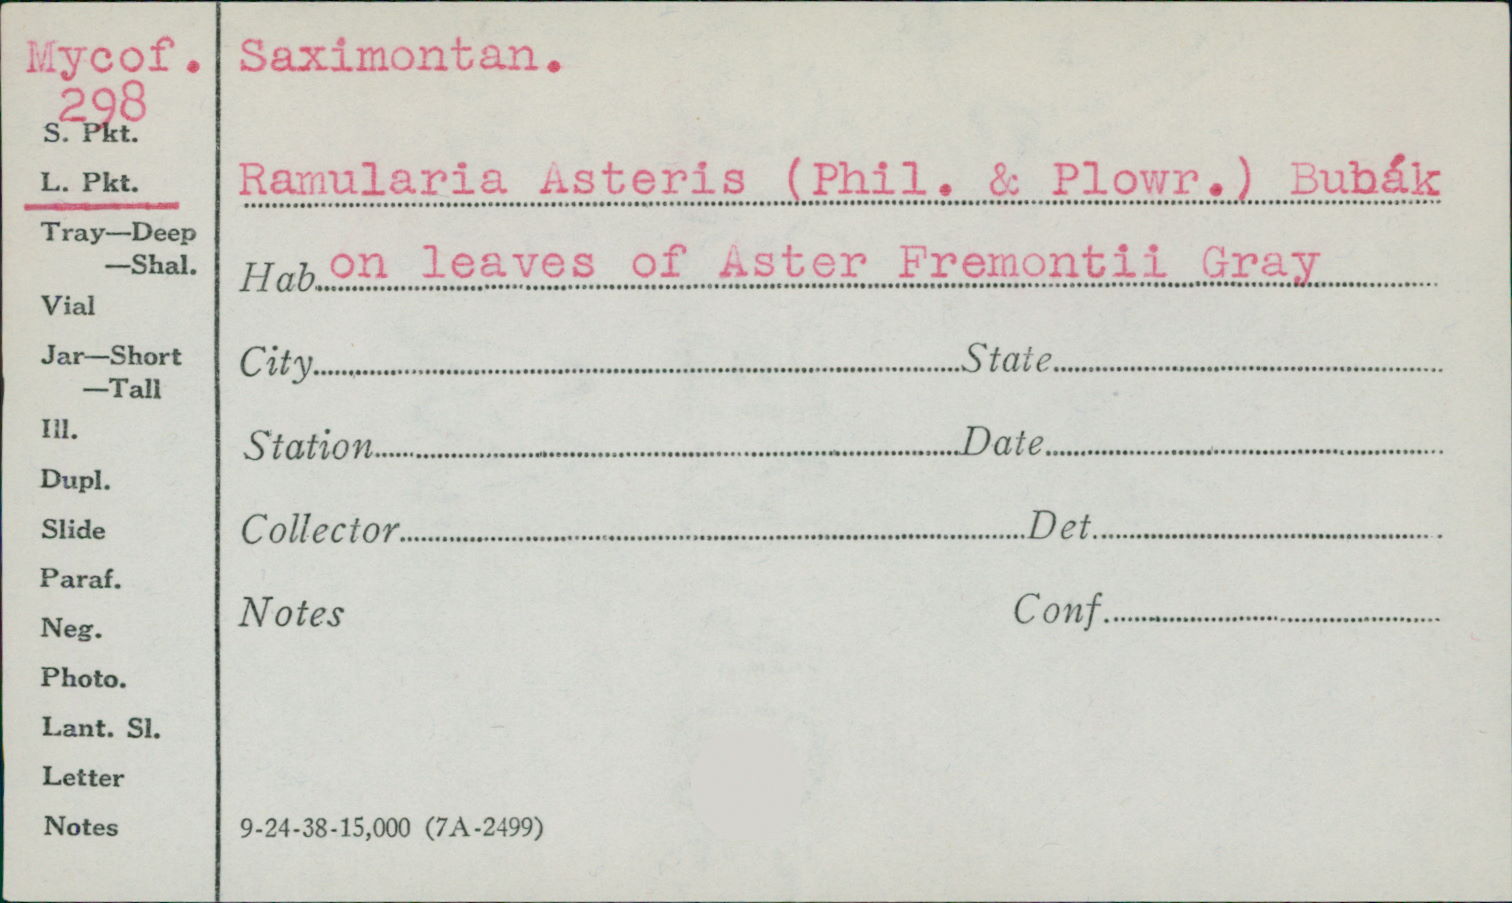 Mycof. Saximontan.
298
S. Pkt.
L. Pkt.
Ramularia Asteris (Phil. & Plowr.) Bubák
Tray—Deep
—Shal.
Hab. on leaves of Aster Fremontii Gray
Vial
Jar—Short
—Tall
City State
Ill.
Station Date
Dupl.
Slide
Collector Det.
Paraf.
Neg.
Notes Conf.
Photo.
Lant. Sl.
Letter
Notes
9-24-38-15,000 (7A-2499)